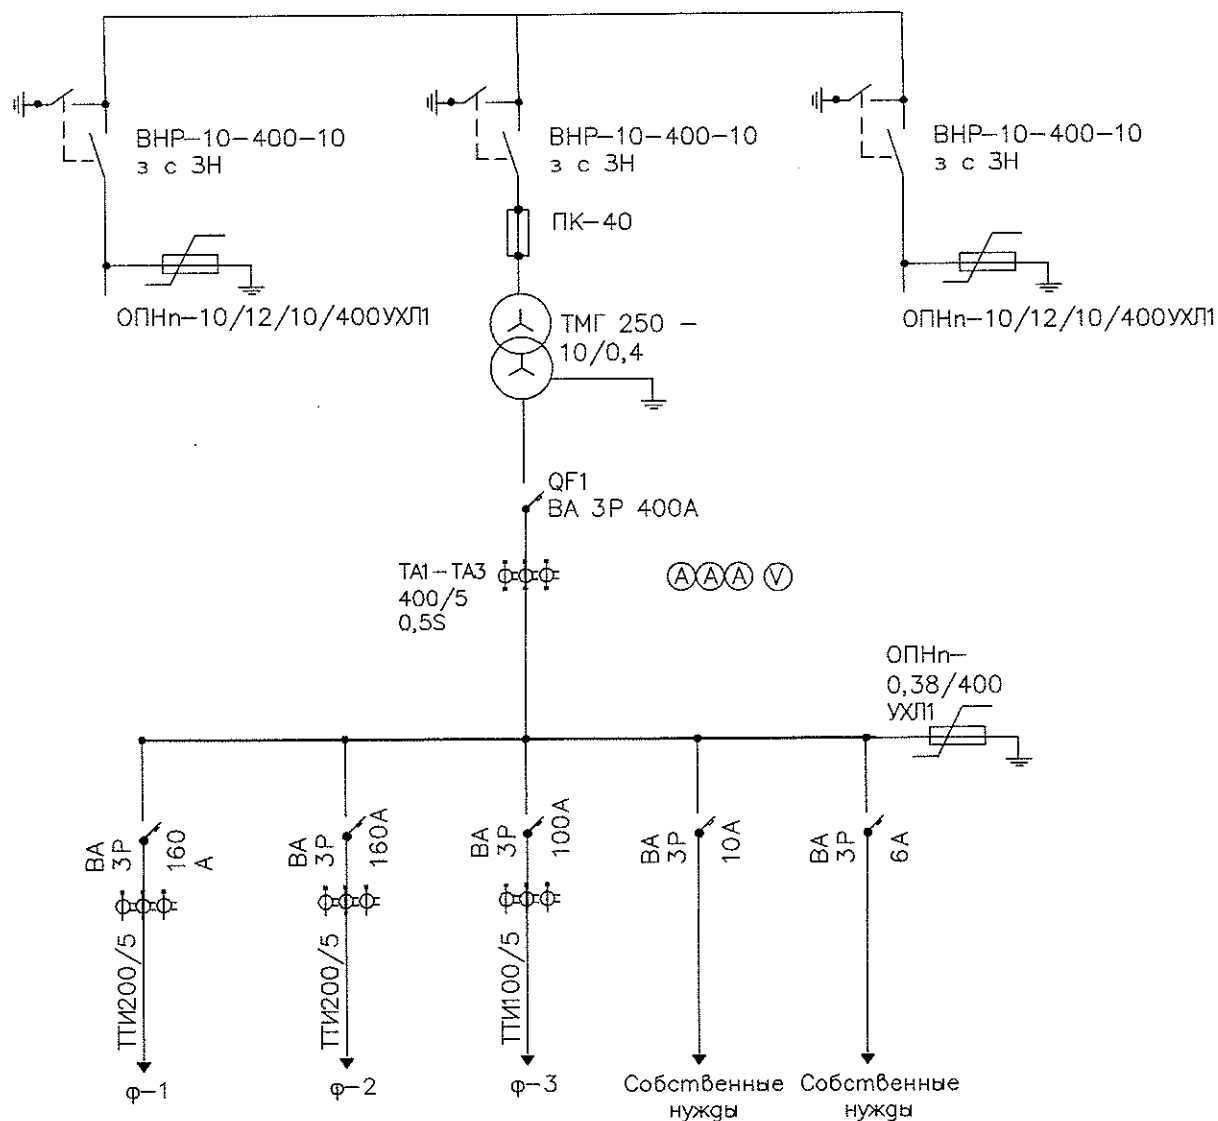 ВНР-10-400-10
з с ЗН
ВНР-10-400-10
з с ЗН
ВНР-10-400-10
з с ЗН
ПК-40
ОПНп-10/12/10/400УХЛ1
ТМГ 250 -
10/0,4
ОПНп-10/12/10/400УХЛ1
QF1
ВА 3Р 400А
ТА1-ТА3
400/5
0,5S
А А А V
ОПНп-
0,38/400
УХЛ1
ВА
3Р
160
А
ВА
3Р
160А
ВА
3Р
100А
ВА
3Р
10А
ВА
3Р
6А
ТТИ200/5
ТТИ200/5
ТТИ100/5
ф-1
ф-2
ф-3
Собственные
нужды
Собственные
нужды